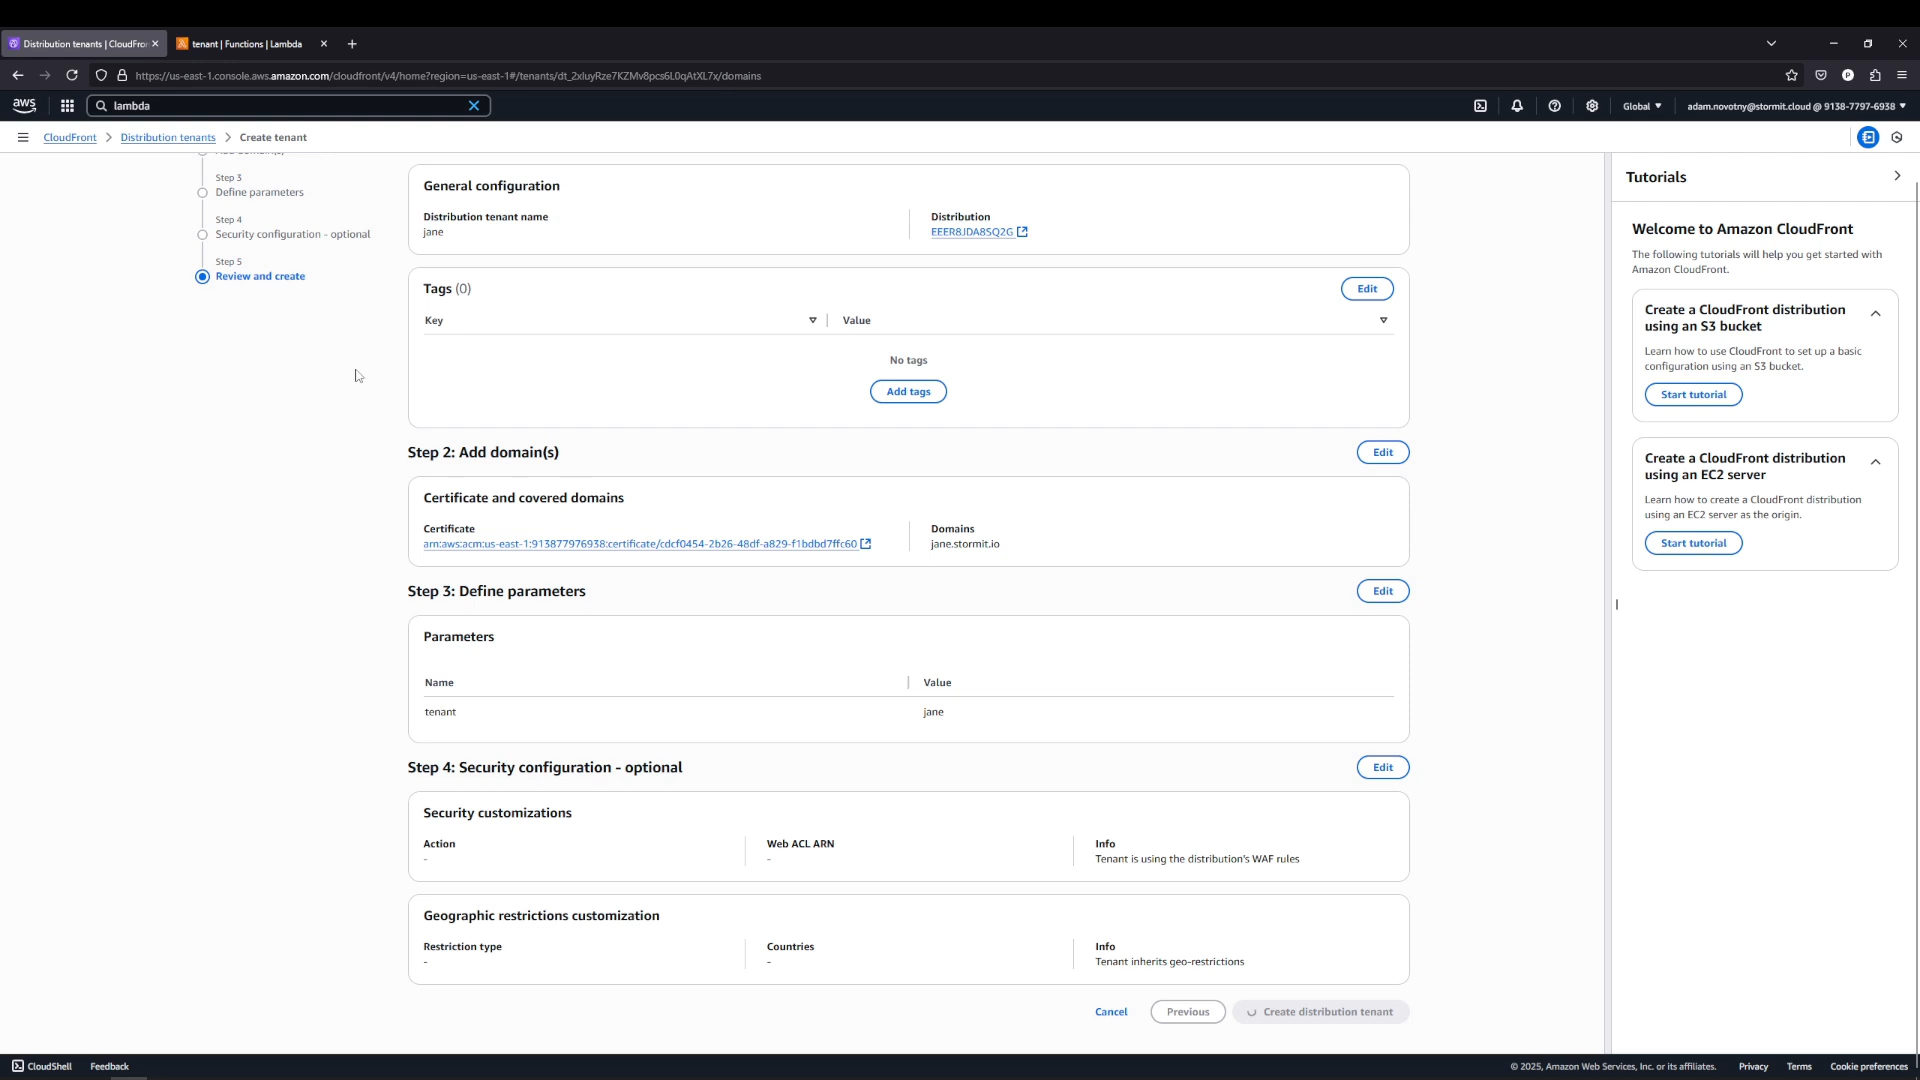 Distribution tenants | CloudFron
tenant | Functions | Lambda
https://us-east-1.console.aws.amazon.com/cloudfront/v4/home?region=us-east-1#/tenants/dt_2xIuyRze7KZMv8pcs6L0qAtXL7x/domains
aws
lambda
Global
adam.novotny@stormit.cloud @ 9138-7797-6938
CloudFront
Distribution tenants
Create tenant
Step 3
Define parameters
Step 4
Security configuration - optional
Step 5
Review and create
General configuration
Distribution tenant name
jane
Distribution
EEER8JDA8SQ2G
Tags (0)
Edit
Key
Value
No tags
Add tags
Step 2: Add domain(s)
Edit
Certificate and covered domains
Certificate
arn:aws:acm:us-east-1:913877976938:certificate/cdcf0454-2b26-48df-a829-f1bdbd7ffc60
Domains
jane.stormit.io
Step 3: Define parameters
Edit
Parameters
Name
Value
tenant
jane
Step 4: Security configuration - optional
Edit
Security customizations
Action
-
Web ACL ARN
-
Info
Tenant is using the distribution's WAF rules
Geographic restrictions customization
Restriction type
-
Countries
-
Info
Tenant inherits geo-restrictions
Cancel
Previous
Create distribution tenant
Tutorials
Welcome to Amazon CloudFront
The following tutorials will help you get started with
Amazon CloudFront.
Create a CloudFront distribution
using an S3 bucket
Learn how to use CloudFront to set up a basic
configuration using an S3 bucket.
Start tutorial
Create a CloudFront distribution
using an EC2 server
Learn how to create a CloudFront distribution
using an EC2 server as the origin.
Start tutorial
CloudShell
Feedback
© 2025, Amazon Web Services, Inc. or its affiliates.
Privacy
Terms
Cookie preferences